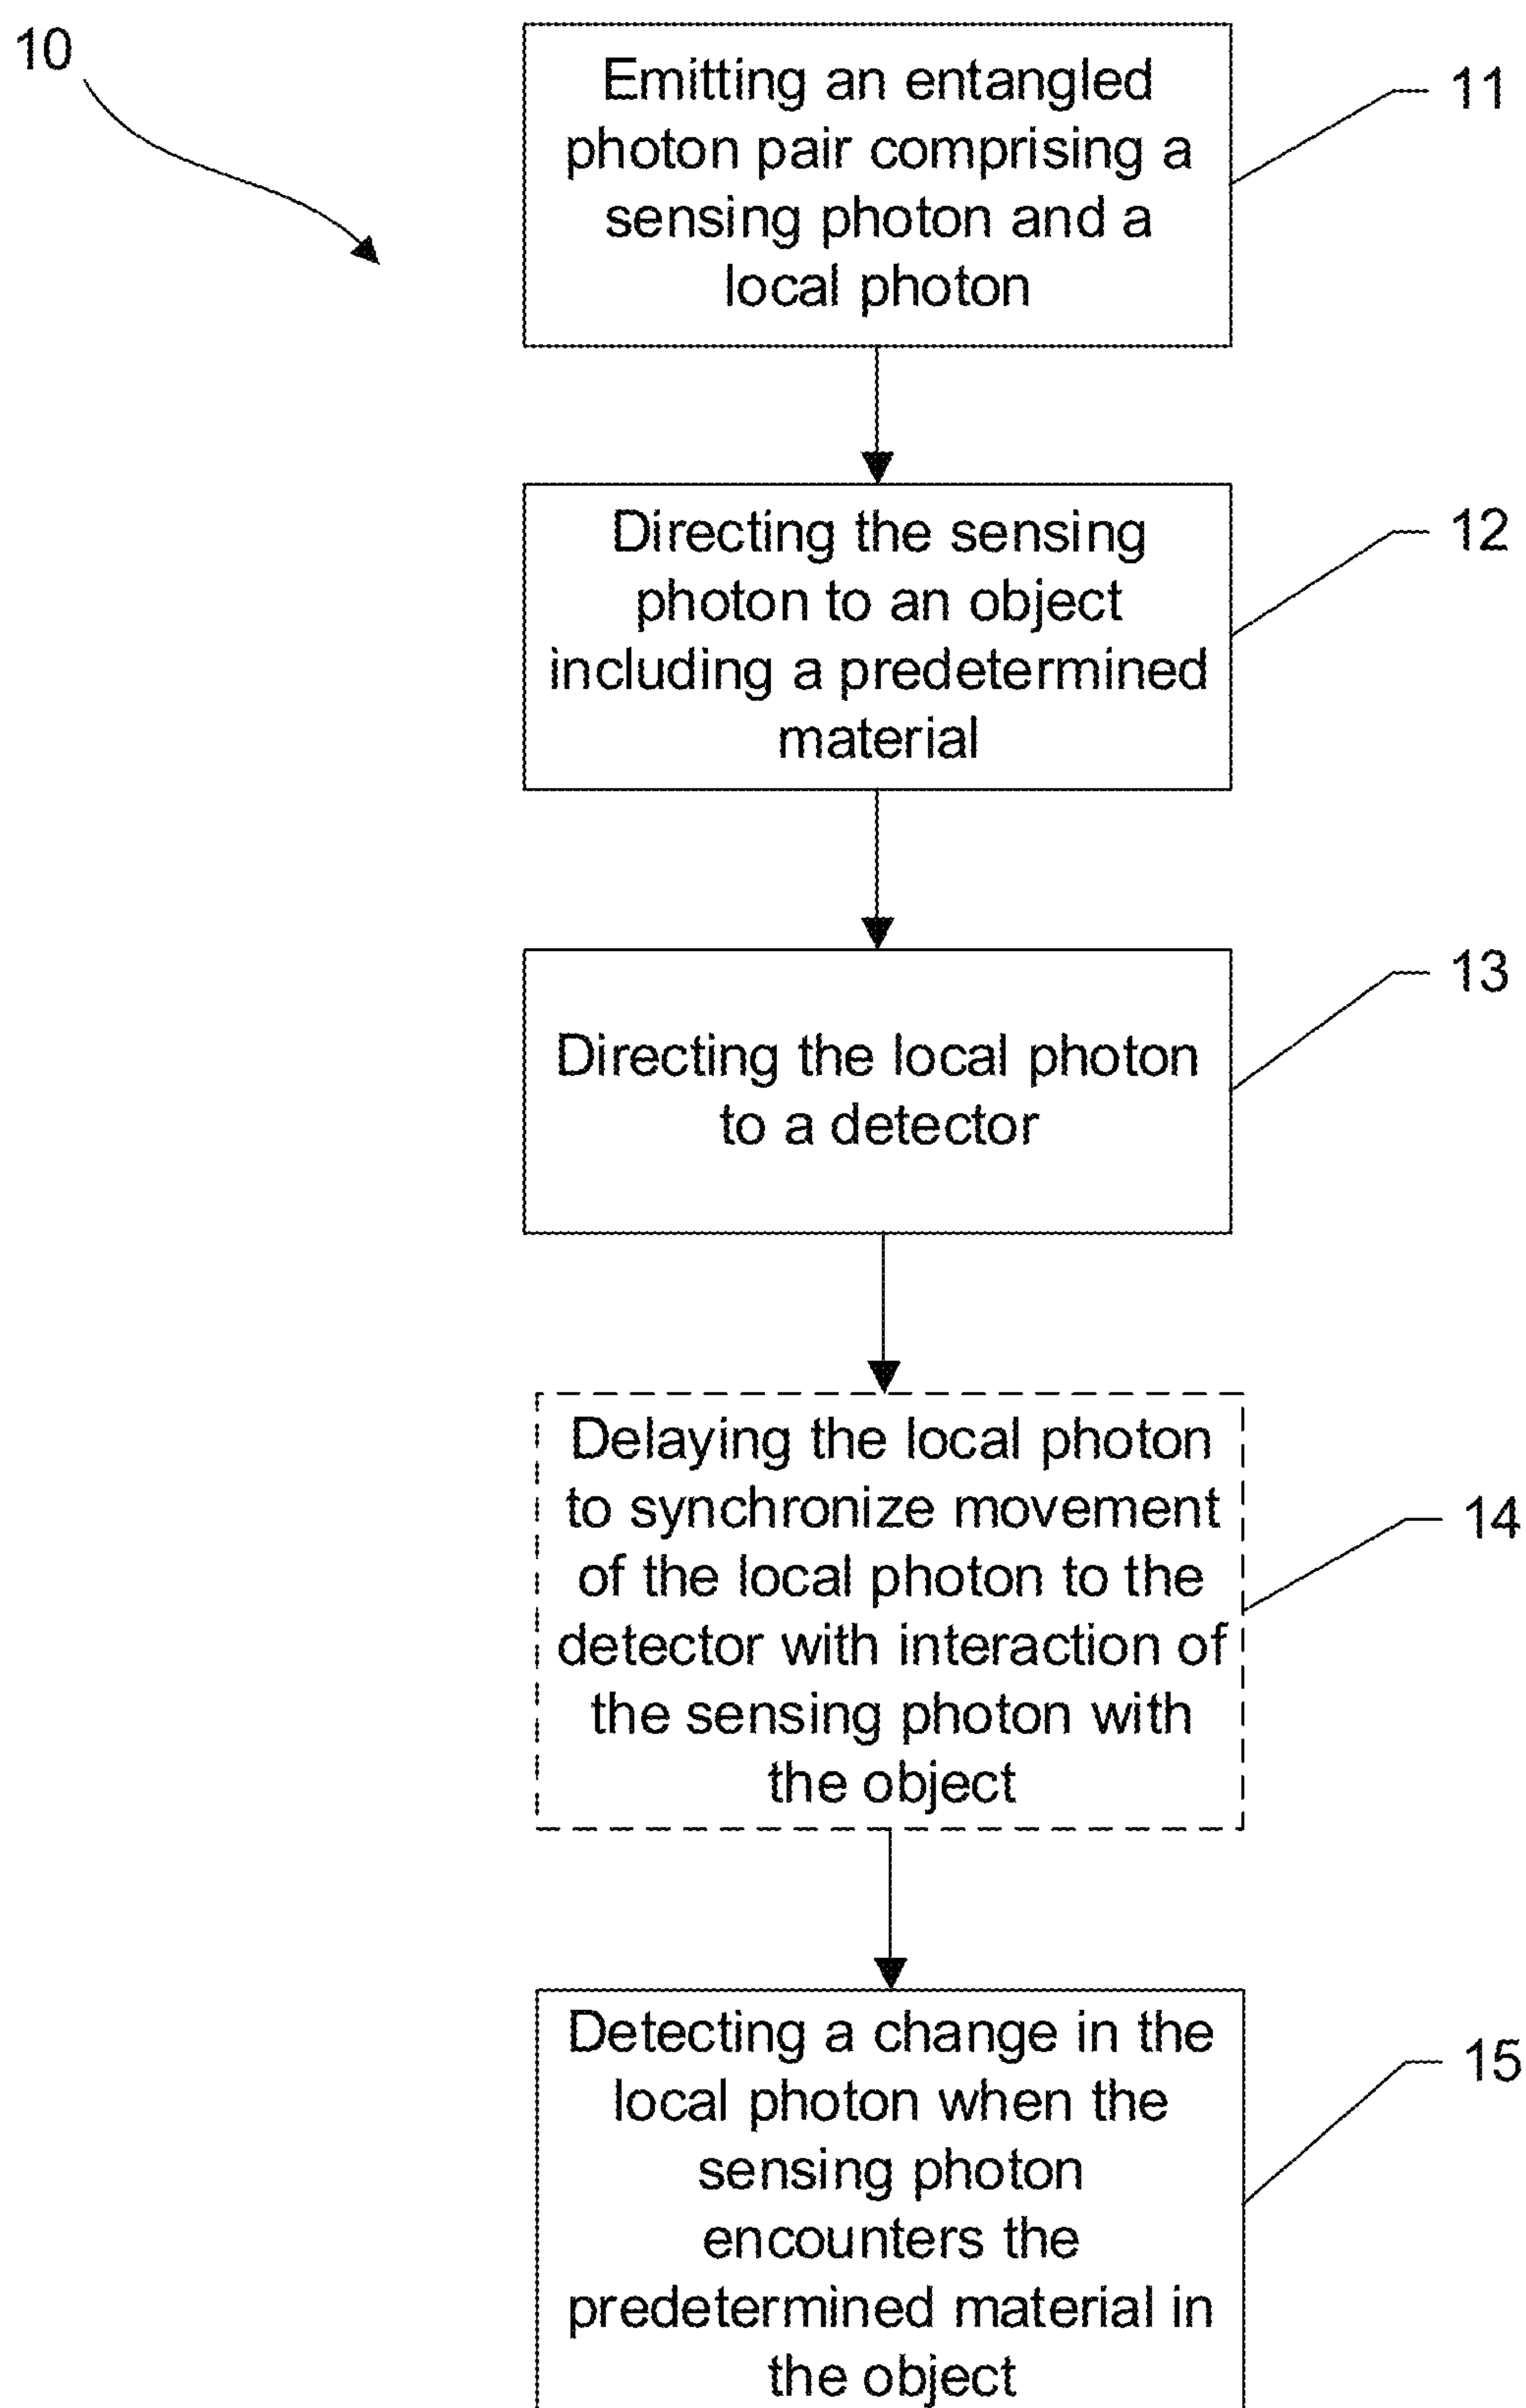 10
Emitting an entangled
photon pair comprising a
sensing photon and a
local photon
11
Directing the sensing
photon to an object
including a predetermined
material
12
Directing the local photon
to a detector
13
Delaying the local photon
to synchronize movement
of the local photon to the
detector with interaction of
the sensing photon with
the object
14
Detecting a change in the
local photon when the
sensing photon
encounters the
predetermined material in
the object
15